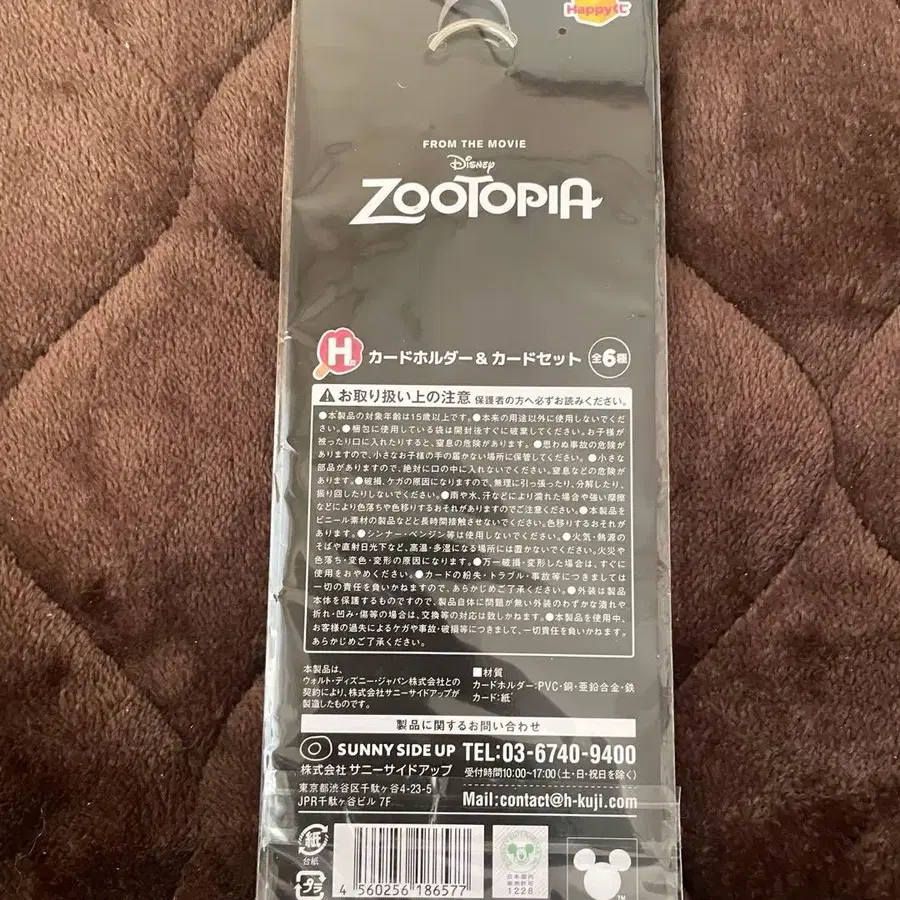 Happyくじ
FROM THE MOVIE
Disney
ZOOTOPIA
H賞 カードホルダー&カードセット 全6種
お取り扱い上の注意 保護者の方へ必ずお読みください。
●本製品の対象年齢は15歳以上です。●本来の用途以外に使用しないでくだ
さい。●梱包に使用している袋は開封後すぐに破棄してください。お子様が
被ったり口に入れたりすると、窒息の危険があります。●思わぬ事故の危険が
ありますので、小さなお子様の手の届かない場所に保管してください。●小さな
部品がありますので、絶対に口の中に入れないでください。窒息などの危険が
あります。●破損、ケガの原因になりますので、無理に引っ張ったり、分解したり、
振り回したりしないでください。●雨や水、汗などにより濡れた場合や強い摩擦
などにより色落ちや色移りするおそれがありますのでご注意ください。●本製品を
ビニール素材の製品などと長時間接触させないでください。色移りするおそれが
あります。●シンナー・ベンジン等は使用しないでください。●火気・熱源の
そばや直射日光下など、高温・多湿になる場所には置かないでください。火災や
色落ち・変色・変形の原因になります。●万一破損・変形した場合は、すぐに
使用をおやめください。●カードの紛失・トラブル・事故等につきましては
一切の責任を負いかねますので、あらかじめご了承ください。●外装は製品
本体を保護するものですので、製品自体に問題が無い外装のわずかな潰れや
折れ・凹み・傷等の場合は、交換等の対応は致しかねます。●本製品を使用中、
お客様の過失によるケガや事故・破損等につきまして、一切責任を負いかねます。
あらかじめご了承ください。
本製品は、
ウォルト・ディズニー・ジャパン株式会社との
契約により、株式会社サニーサイドアップが
製造したものです。
■材質
カードホルダー:PVC・銅・亜鉛合金・鉄
カード:紙
製品に関するお問い合わせ
SUNNY SIDE UP TEL:03-6740-9400
株式会社 サニーサイドアップ 受付時間10:00~17:00(土・日・祝日を除く)
東京都渋谷区千駄ヶ谷4-23-5
JPR千駄ヶ谷ビル 7F
Mail:contact@h-kuji.com
紙
台紙
プラ
4 560256 186577
日本国内
販売許可
1228
TM